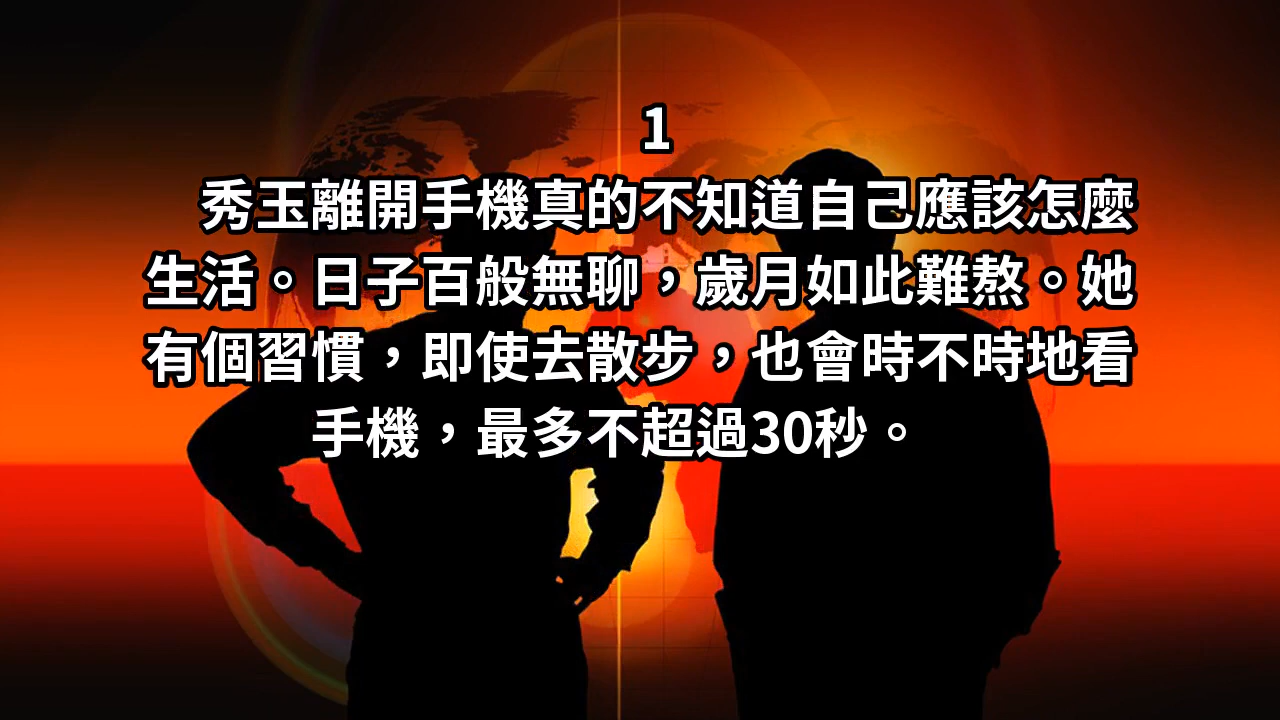 1
秀玉離開手機真的不知道自己應該怎麼
生活。日子百般無聊，歲月如此難熬。她
有個習慣，即使去散步，也會時不時地看
手機，最多不超過30秒。